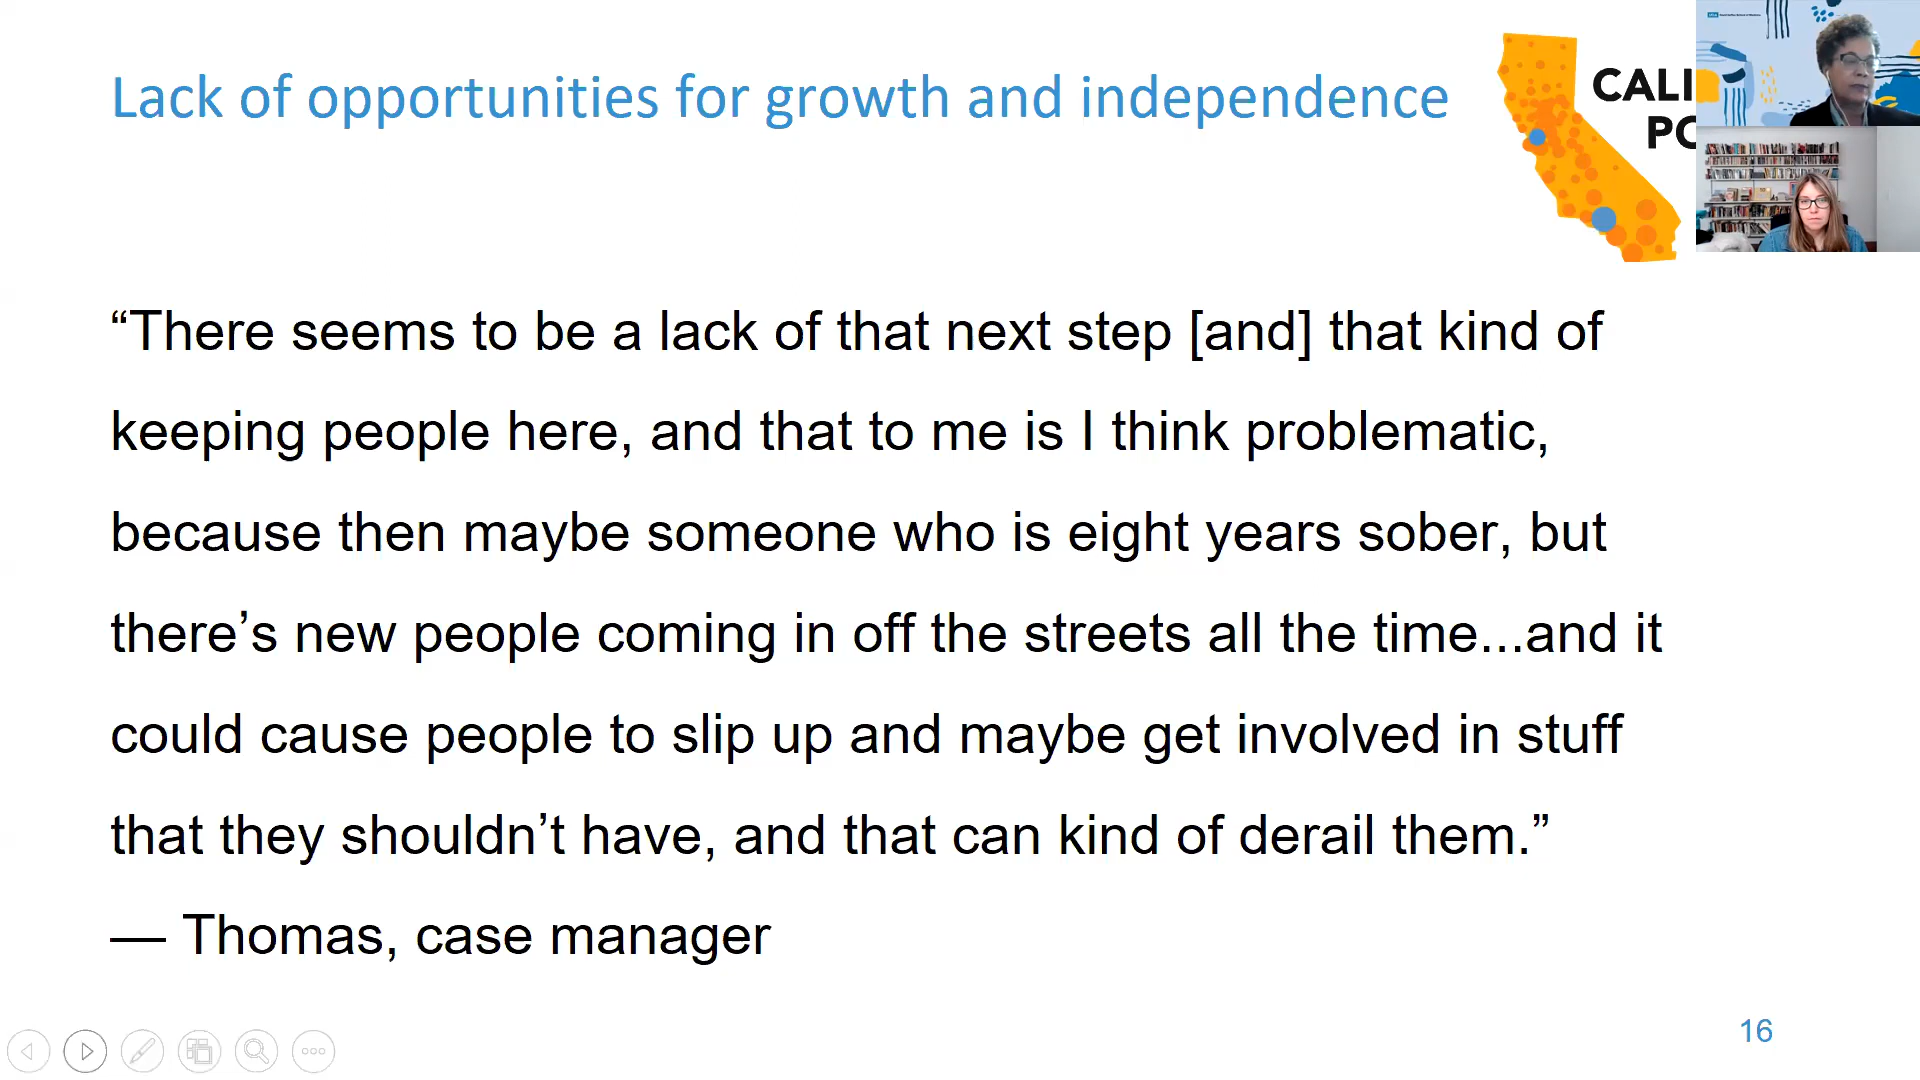 Lack of opportunities for growth and independence
CALI
PO
“There seems to be a lack of that next step [and] that kind of
keeping people here, and that to me is I think problematic,
because then maybe someone who is eight years sober, but
there’s new people coming in off the streets all the time...and it
could cause people to slip up and maybe get involved in stuff
that they shouldn’t have, and that can kind of derail them.”
— Thomas, case manager
16